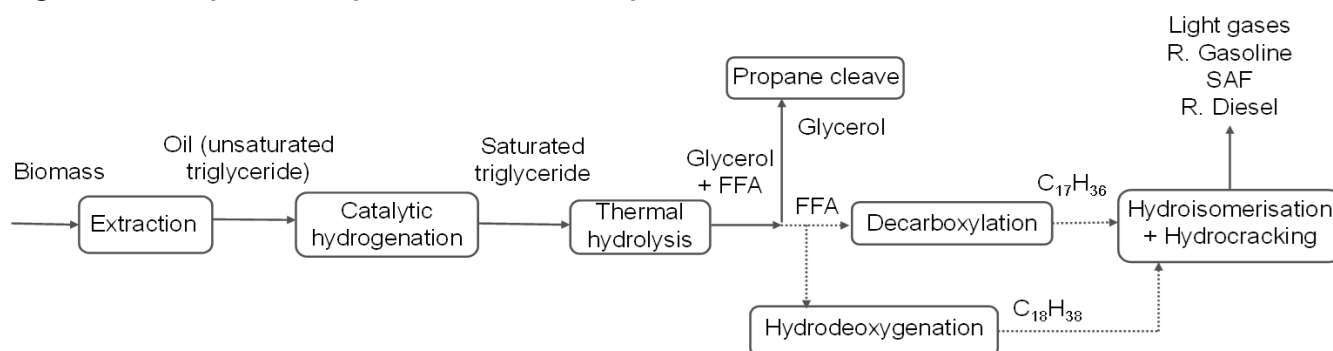 Biomass
Extraction
Oil (unsaturated
triglyceride)
Catalytic
hydrogenation
Saturated
triglyceride
Thermal
hydrolysis
Glycerol
+ FFA
Propane cleave
Glycerol
FFA
Decarboxylation
C₁₇H₃₆
Hydrodeoxygenation
C₁₈H₃₈
Hydroisomerisation
+ Hydrocracking
Light gases
R. Gasoline
SAF
R. Diesel